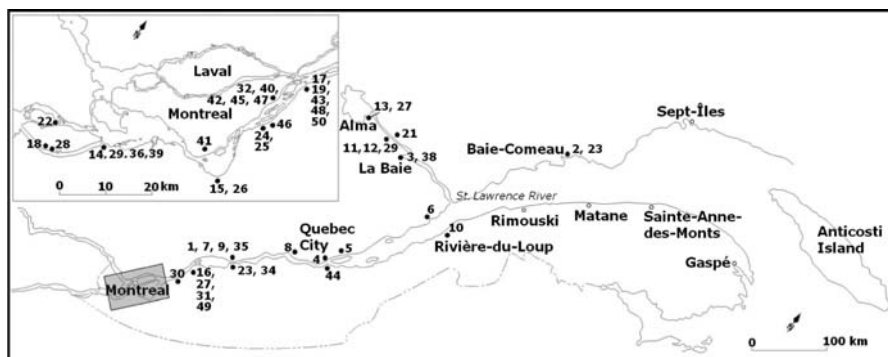 N
Laval
Montreal
32, 40,
42, 45, 47
17,
19,
43,
48,
50
22
18
28
14, 29, 36, 39
41
24,
25
46
15, 26
0 10 20 km
13, 27
Alma
21
11, 12, 29
3, 38
La Baie
Baie-Comeau
2, 23
Sept-Îles
St. Lawrence River
6
10
Rivière-du-Loup
Rimouski
Matane
Sainte-Anne-
des-Monts
Anticosti
Island
Gaspé
Quebec
City
8
5
4
44
1, 7, 9, 35
23, 34
30
16,
27,
31,
49
Montreal
N
0 100 km